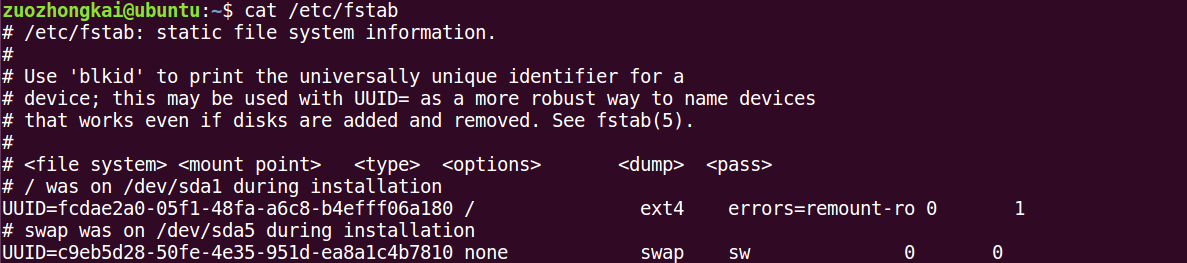 zuozhongkai@ubuntu:~$ cat /etc/fstab
# /etc/fstab: static file system information.
#
# Use 'blkid' to print the universally unique identifier for a
# device; this may be used with UUID= as a more robust way to name devices
# that works even if disks are added and removed. See fstab(5).
#
# <file system> <mount point>   <type>  <options>       <dump>  <pass>
# / was on /dev/sda1 during installation
UUID=fcdae2a0-05f1-48fa-a6c8-b4efff06a180 /               ext4    errors=remount-ro 0       1
# swap was on /dev/sda5 during installation
UUID=c9eb5d28-50fe-4e35-951d-ea8a1c4b7810 none            swap    sw              0       0